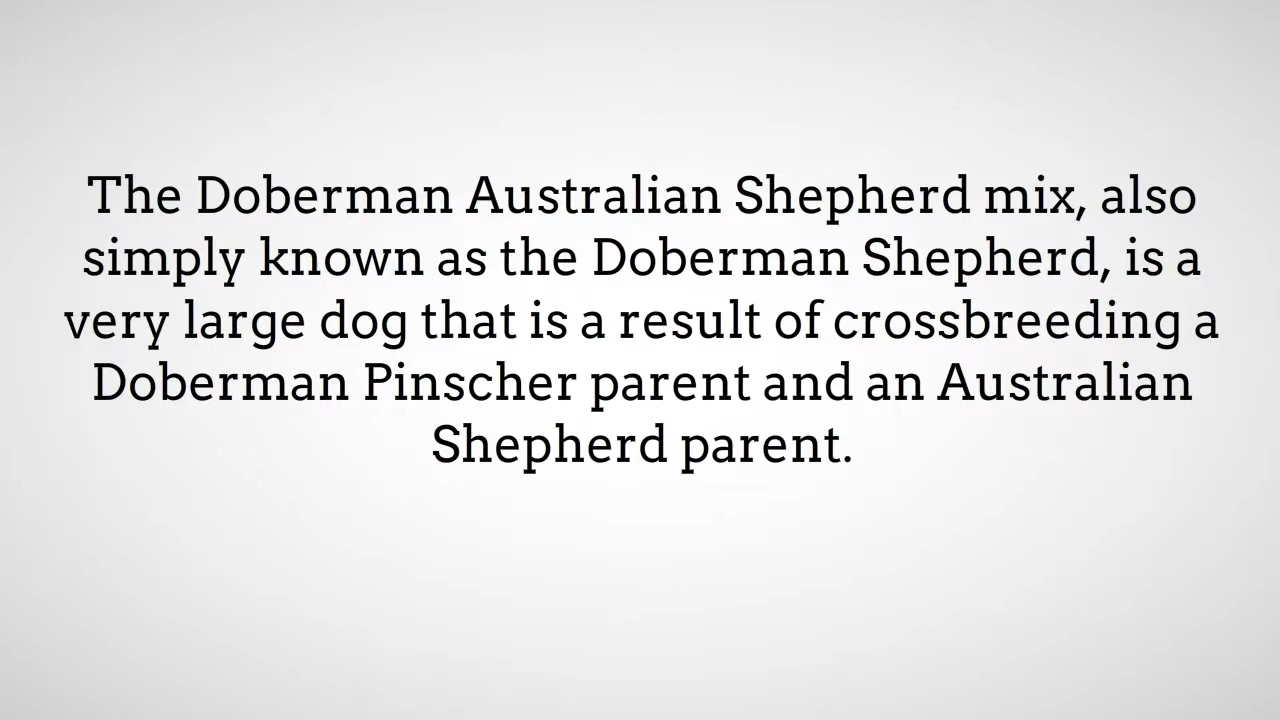 The Doberman Australian Shepherd mix, also
simply known as the Doberman Shepherd, is a
very large dog that is a result of crossbreeding a
Doberman Pinscher parent and an Australian
Shepherd parent.